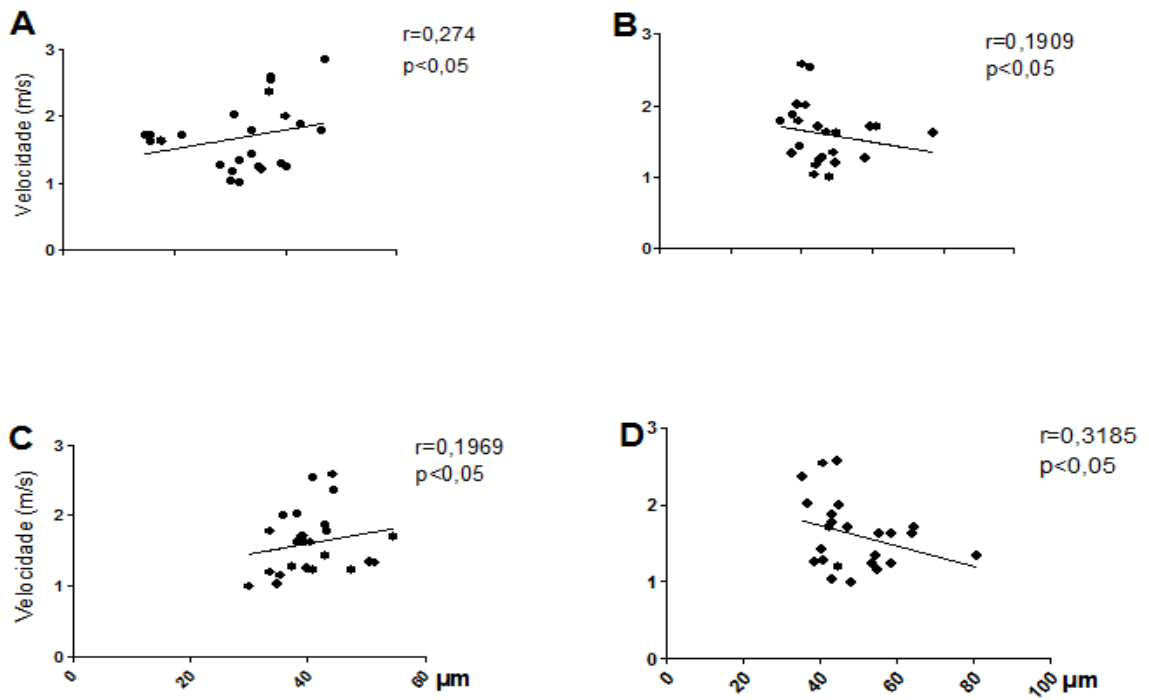 A
r=0,274
p<0,05
Velocidade (m/s)
3
2
1
0
B
r=0,1909
p<0,05
3
2
1
0
C
r=0,1969
p<0,05
Velocidade (m/s)
3
2
1
0
0 20 40 60 µm
D
r=0,3185
p<0,05
3
2
1
0
0 20 40 60 80 100 µm